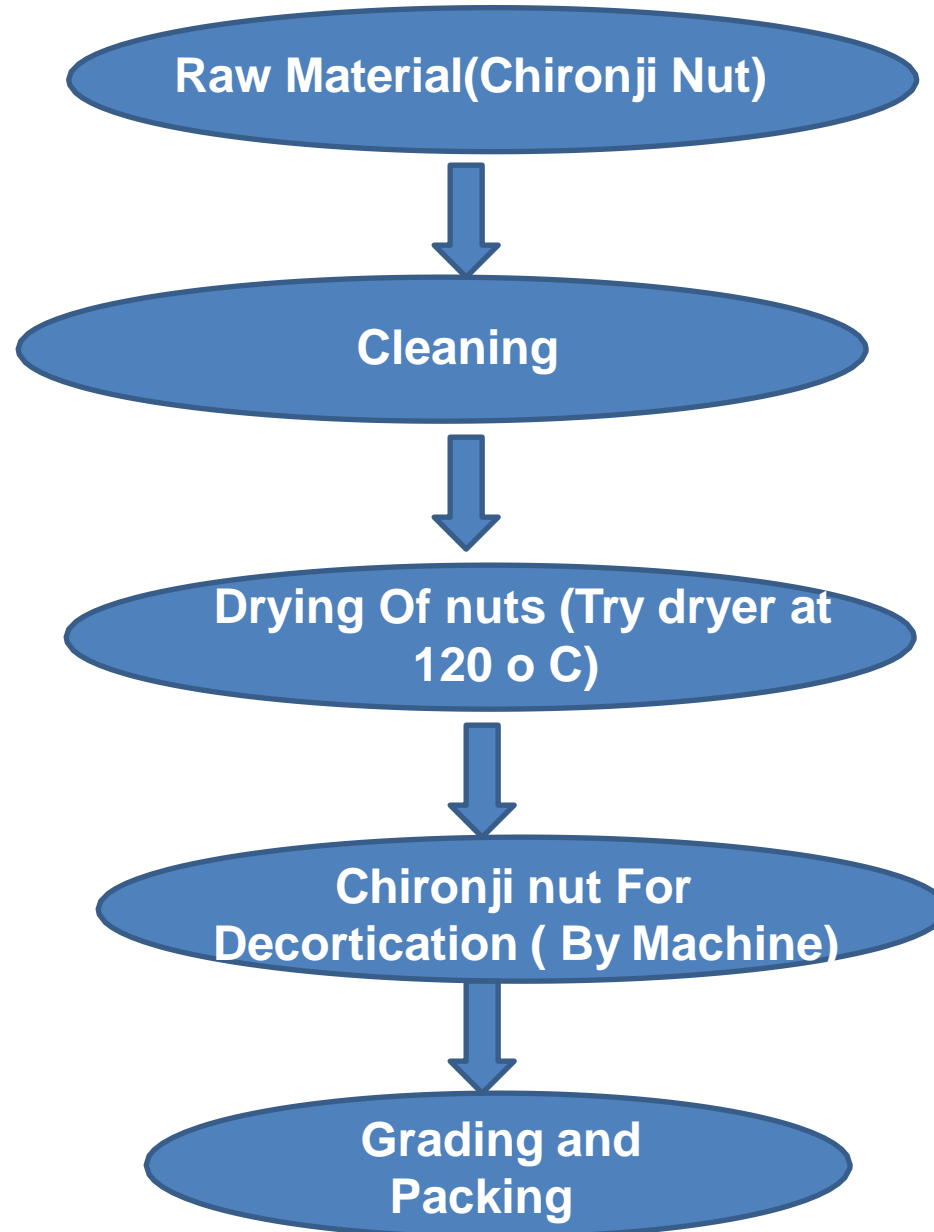 Raw Material(Chironji Nut)
Cleaning
Drying Of nuts (Try dryer at
120 o C)
Chironji nut For
Decortication ( By Machine)
Grading and
Packing